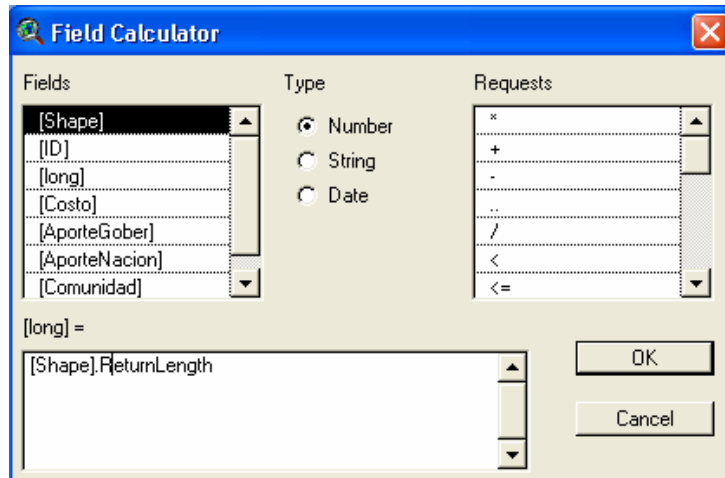 Field Calculator
Fields
Type
Requests
[Shape]
[ID]
[long]
[Costo]
[AporteGober]
[AporteNacion]
[Comunidad]
Number
String
Date
*
+
-
..
/
<
<=
[long] =
[Shape].ReturnLength
OK
Cancel